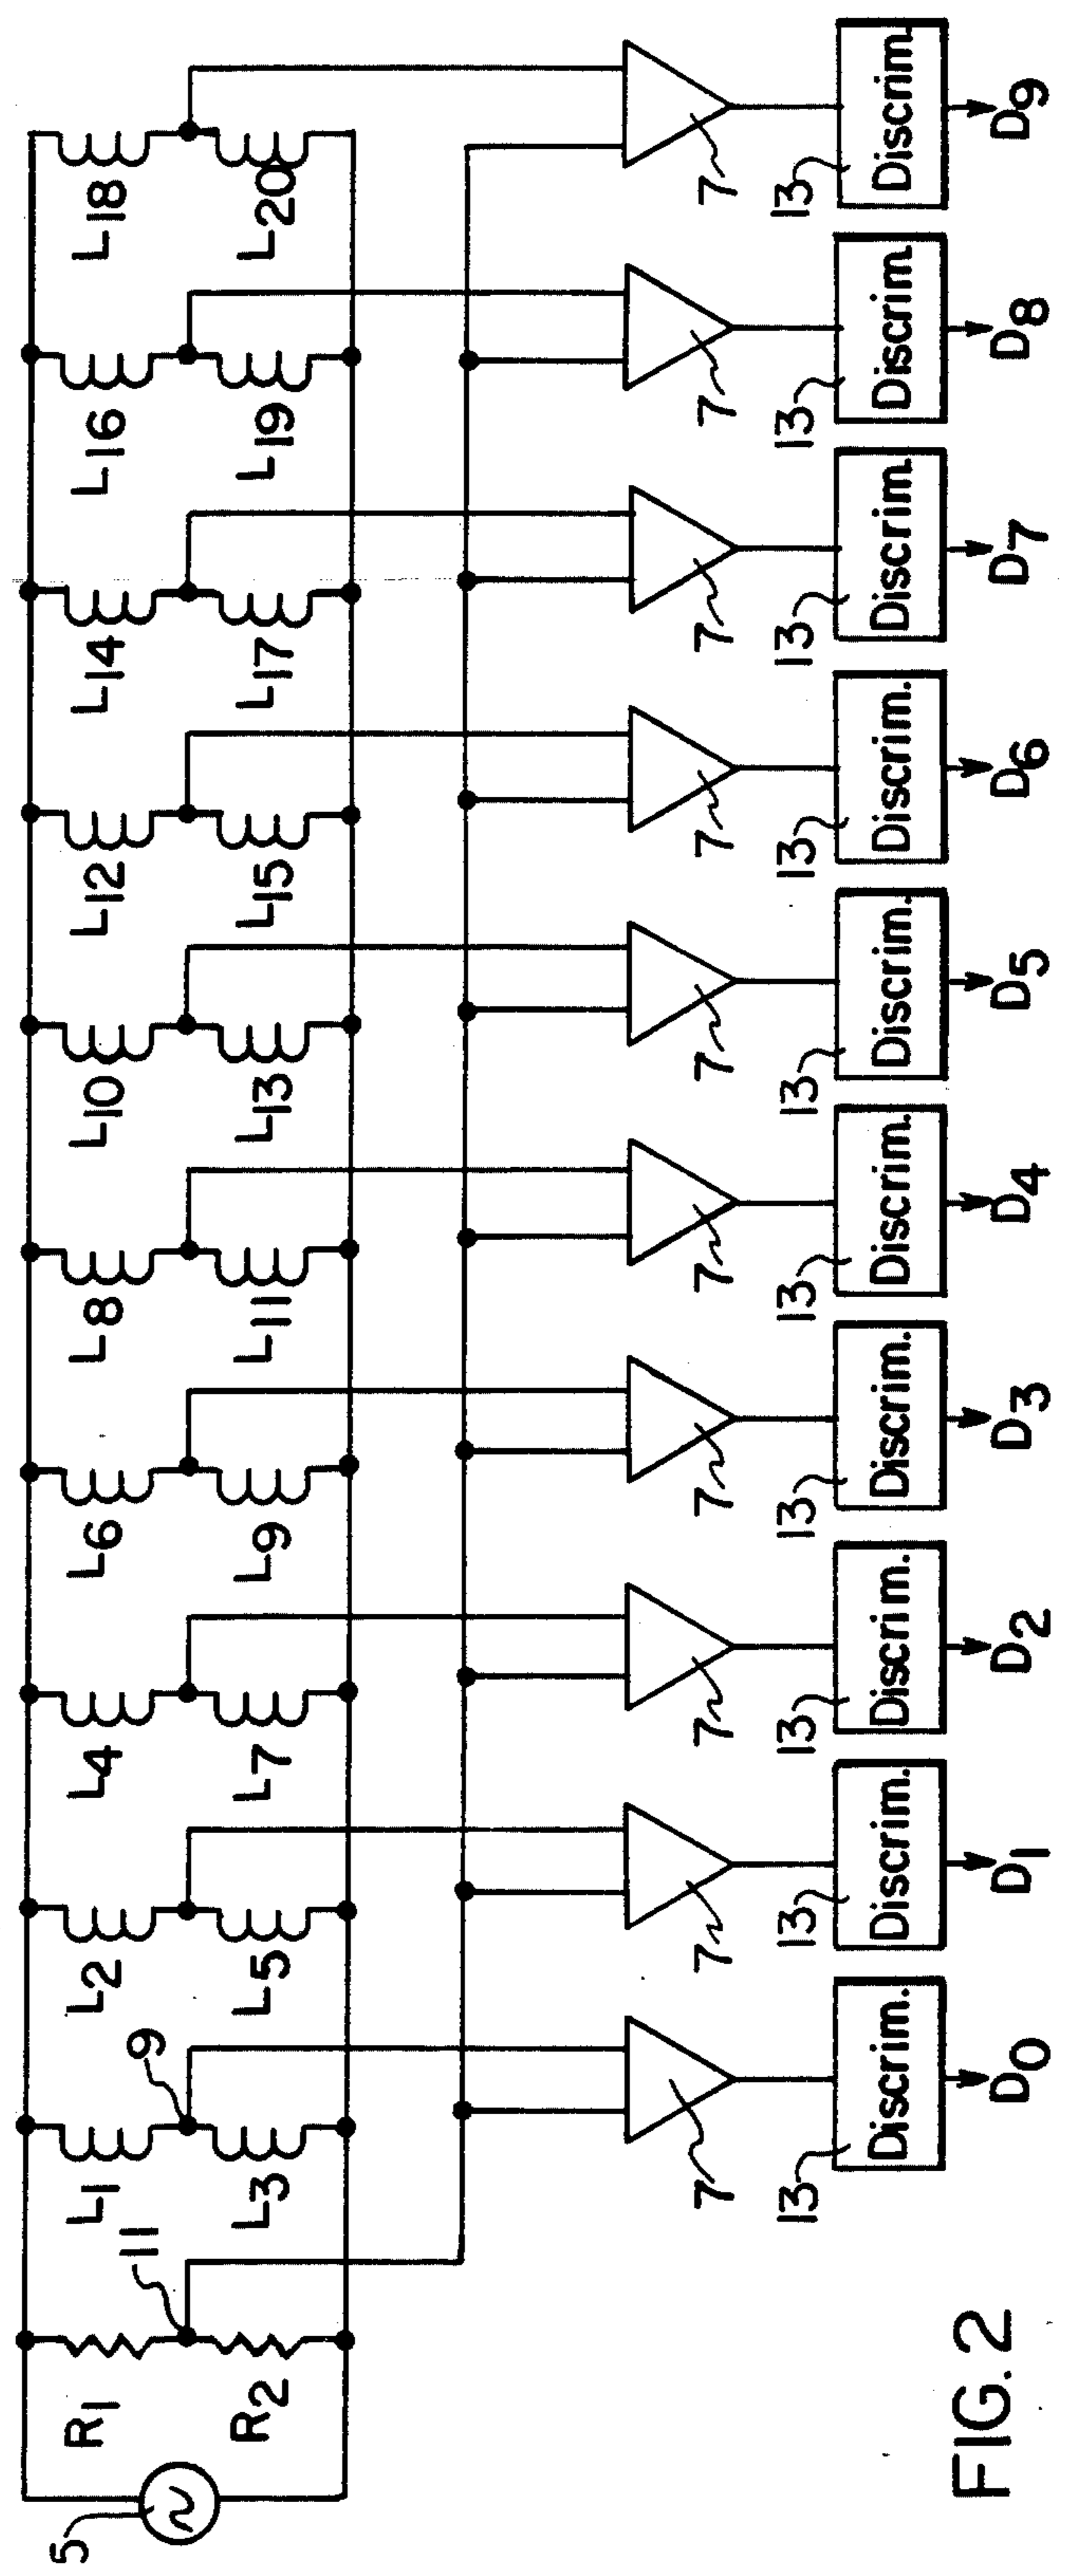 5
R1 L1 L2 L4 L6 L8 L10 L12 L14 L16 L18
11 9
R2 L3 L5 L7 L9 L11 L13 L15 L17 L19 L20
7 7 7 7 7 7 7 7 7 7
13 13 13 13 13 13 13 13 13 13
Discrim. Discrim. Discrim. Discrim. Discrim. Discrim. Discrim. Discrim. Discrim. Discrim.
D0 D1 D2 D3 D4 D5 D6 D7 D8 D9
FIG. 2